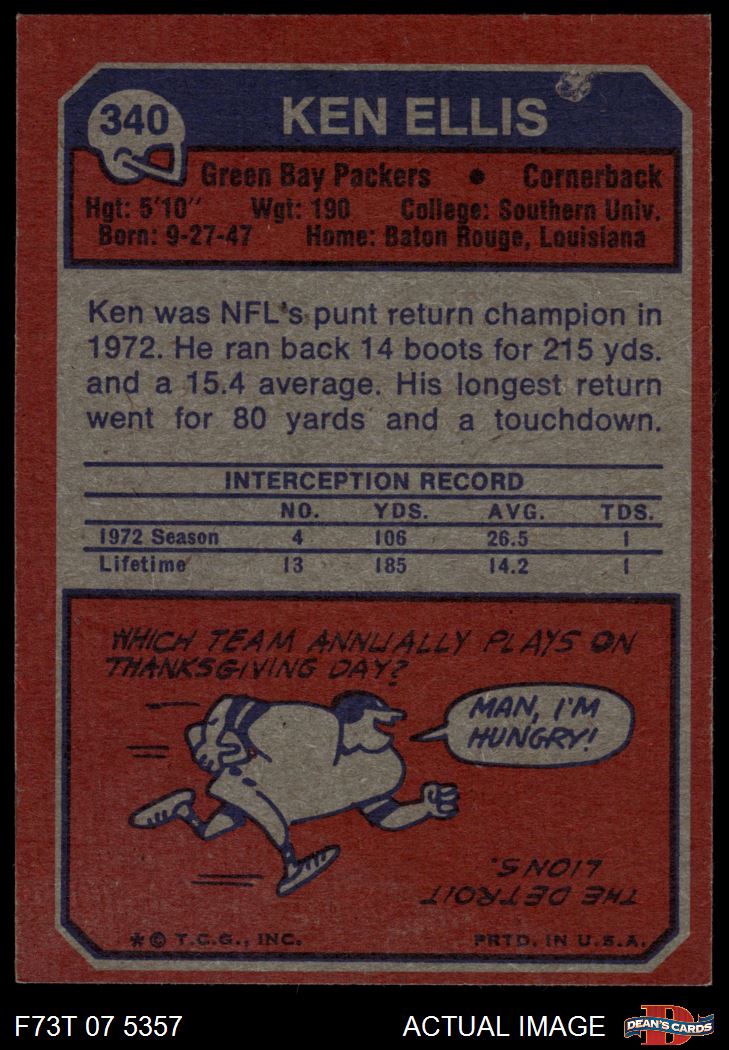 340
KEN ELLIS
Green Bay Packers • Cornerback
Hgt: 5'10" Wgt: 190 College: Southern Univ.
Born: 9-27-47 Home: Baton Rouge, Louisiana
Ken was NFL's punt return champion in
1972. He ran back 14 boots for 215 yds.
and a 15.4 average. His longest return
went for 80 yards and a touchdown.
INTERCEPTION RECORD
NO. YDS. AVG. TDS.
1972 Season 4 106 26.5 1
Lifetime 13 185 14.2 1
WHICH TEAM ANNUALLY PLAYS ON
THANKSGIVING DAY?
MAN, I'M
HUNGRY!
THE DETROIT
LIONS.
*© T.C.G., INC. PRTD. IN U.S.A.
F73T 07 5357 ACTUAL IMAGE
D
DEAN'S CARDS